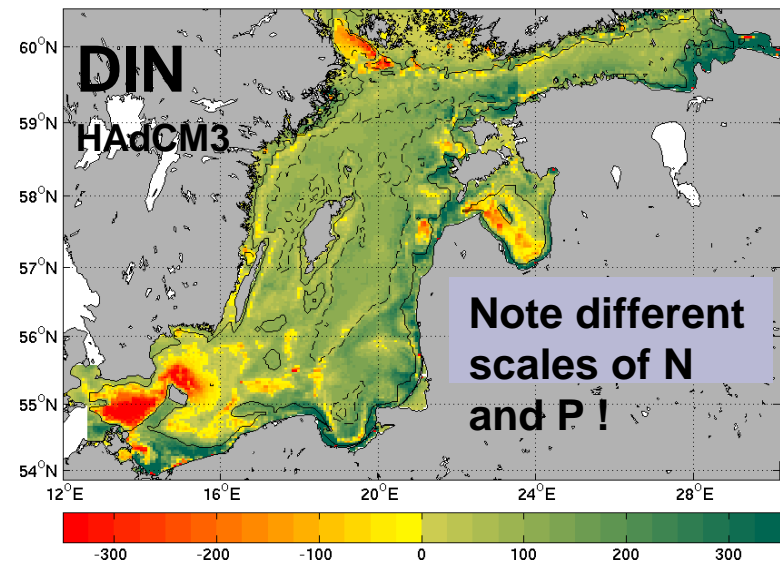 60°N
DIN
59°N
HAdCM3
58°N
57°N
Note different
56°N
scales of N
55°N
and P !
54°N
12°E 16°E 20°E 24°E 28°E
-300 -200 -100 0 100 200 300